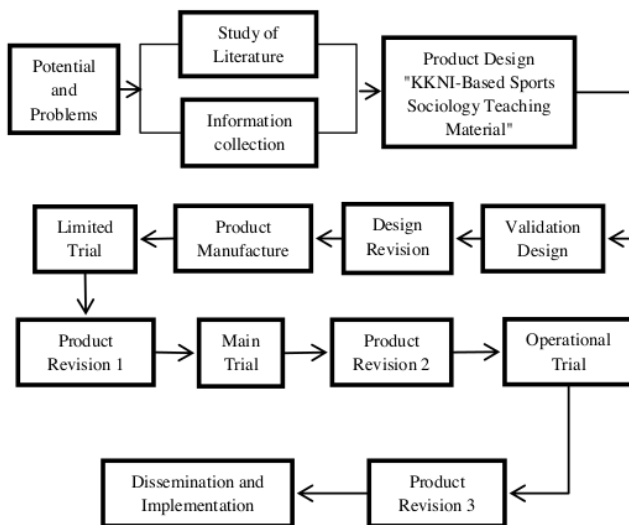 Potential
and
Problems
Study of
Literature
Information
collection
Product Design
"KKNI-Based Sports
Sociology Teaching
Material"
Limited
Trial
Product
Manufacture
Design
Revision
Validation
Design
Product
Revision 1
Main
Trial
Product
Revision 2
Operational
Trial
Dissemination and
Implementation
Product
Revision 3